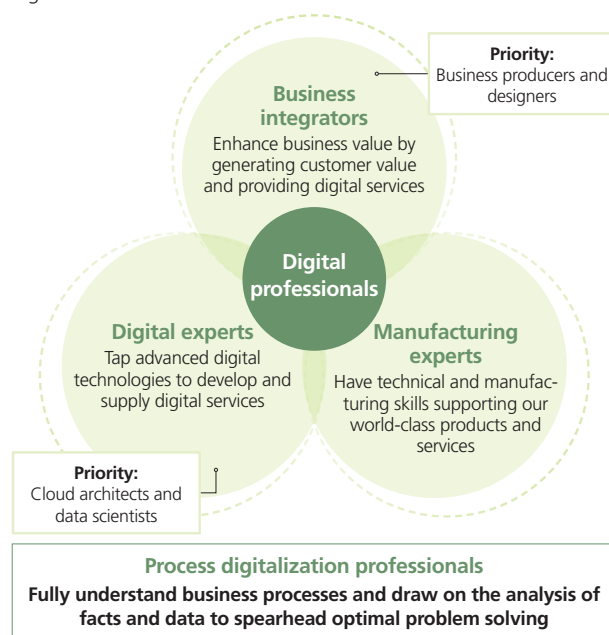 Priority:
Business producers and
designers
Business
integrators
Enhance business value by
generating customer value
and providing digital services
Digital
professionals
Digital experts
Tap advanced digital
technologies to develop and
supply digital services
Manufacturing
experts
Have technical and manufac-
turing skills supporting our
world-class products and
services
Priority:
Cloud architects and
data scientists
Process digitalization professionals
Fully understand business processes and draw on the analysis of
facts and data to spearhead optimal problem solving